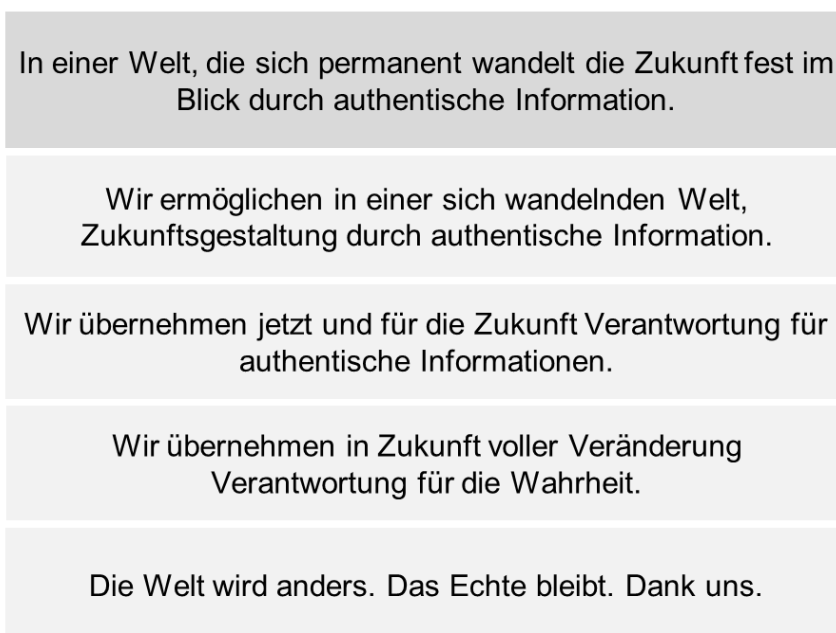 In einer Welt, die sich permanent wandelt die Zukunft fest im
Blick durch authentische Information.
Wir ermöglichen in einer sich wandelnden Welt,
Zukunftsgestaltung durch authentische Information.
Wir übernehmen jetzt und für die Zukunft Verantwortung für
authentische Informationen.
Wir übernehmen in Zukunft voller Veränderung
Verantwortung für die Wahrheit.
Die Welt wird anders. Das Echte bleibt. Dank uns.